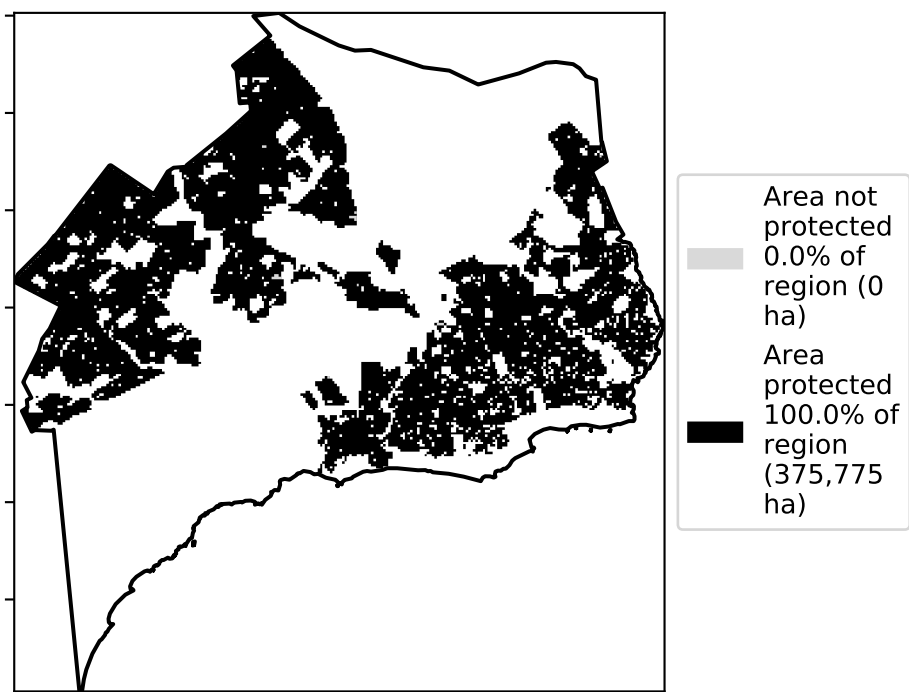 Area not
protected
0.0% of
region (0
ha)
Area
protected
100.0% of
region
(375,775
ha)